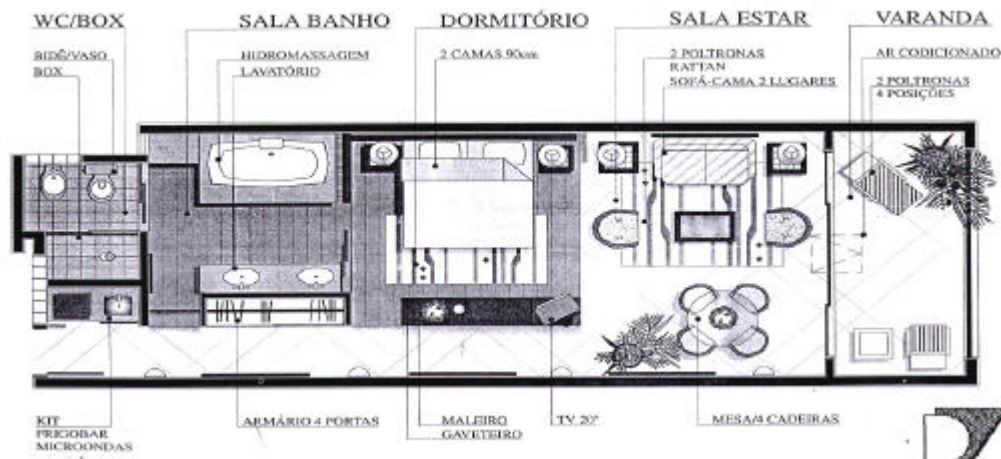 WC/BOX
SALA BANHO
DORMITÓRIO
SALA ESTAR
VARANDA
BIDÊ/VASO
BOX
HIDROMASSAGEM
LAVATÓRIO
2 CAMAS 90cm
2 POLTRONAS
RATTAN
SOFÁ-CAMA 2 LUGARES
AR CODICIONADO
2 POLTRONAS
4 POSIÇÕES
KIT
FRIGOBAR
MICROONDAS
ARMÁRIO 4 PORTAS
MALEIRO
GAVETEIRO
TV 20"
MESA/4 CADEIRAS